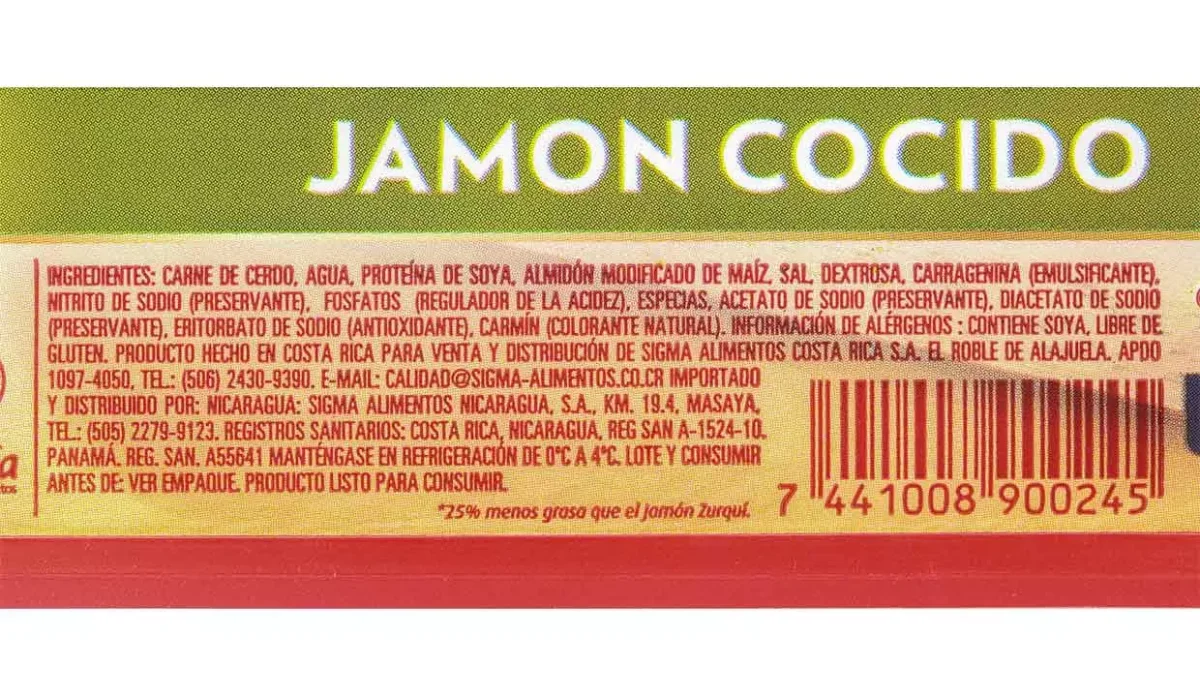 JAMON COCIDO
INGREDIENTES: CARNE DE CERDO, AGUA, PROTEÍNA DE SOYA, ALMIDÓN MODIFICADO DE MAÍZ, SAL, DEXTROSA, CARRAGENINA (EMULSIFICANTE),
NITRITO DE SODIO (PRESERVANTE), FOSFATOS (REGULADOR DE LA ACIDEZ), ESPECIAS, ACETATO DE SODIO (PRESERVANTE), DIACETATO DE SODIO
(PRESERVANTE), ERITORBATO DE SODIO (ANTIOXIDANTE), CARMÍN (COLORANTE NATURAL). INFORMACIÓN DE ALÉRGENOS : CONTIENE SOYA, LIBRE DE
GLUTEN. PRODUCTO HECHO EN COSTA RICA PARA VENTA Y DISTRIBUCIÓN DE SIGMA ALIMENTOS COSTA RICA S.A. EL ROBLE DE ALAJUELA. APDO
1097-4050, TEL.: (506) 2430-9390. E-MAIL: CALIDAD@SIGMA-ALIMENTOS.CO.CR IMPORTADO
Y DISTRIBUIDO POR: NICARAGUA: SIGMA ALIMENTOS NICARAGUA, S.A., KM. 19.4, MASAYA,
TEL.: (505) 2279-9123. REGISTROS SANITARIOS: COSTA RICA, NICARAGUA, REG SAN A-1524-10.
PANAMÁ. REG. SAN. A55641 MANTÉNGASE EN REFRIGERACIÓN DE 0°C A 4°C. LOTE Y CONSUMIR
ANTES DE: VER EMPAQUE. PRODUCTO LISTO PARA CONSUMIR.
*25% menos grasa que el Jamón Zurquí.
7 441008 900245